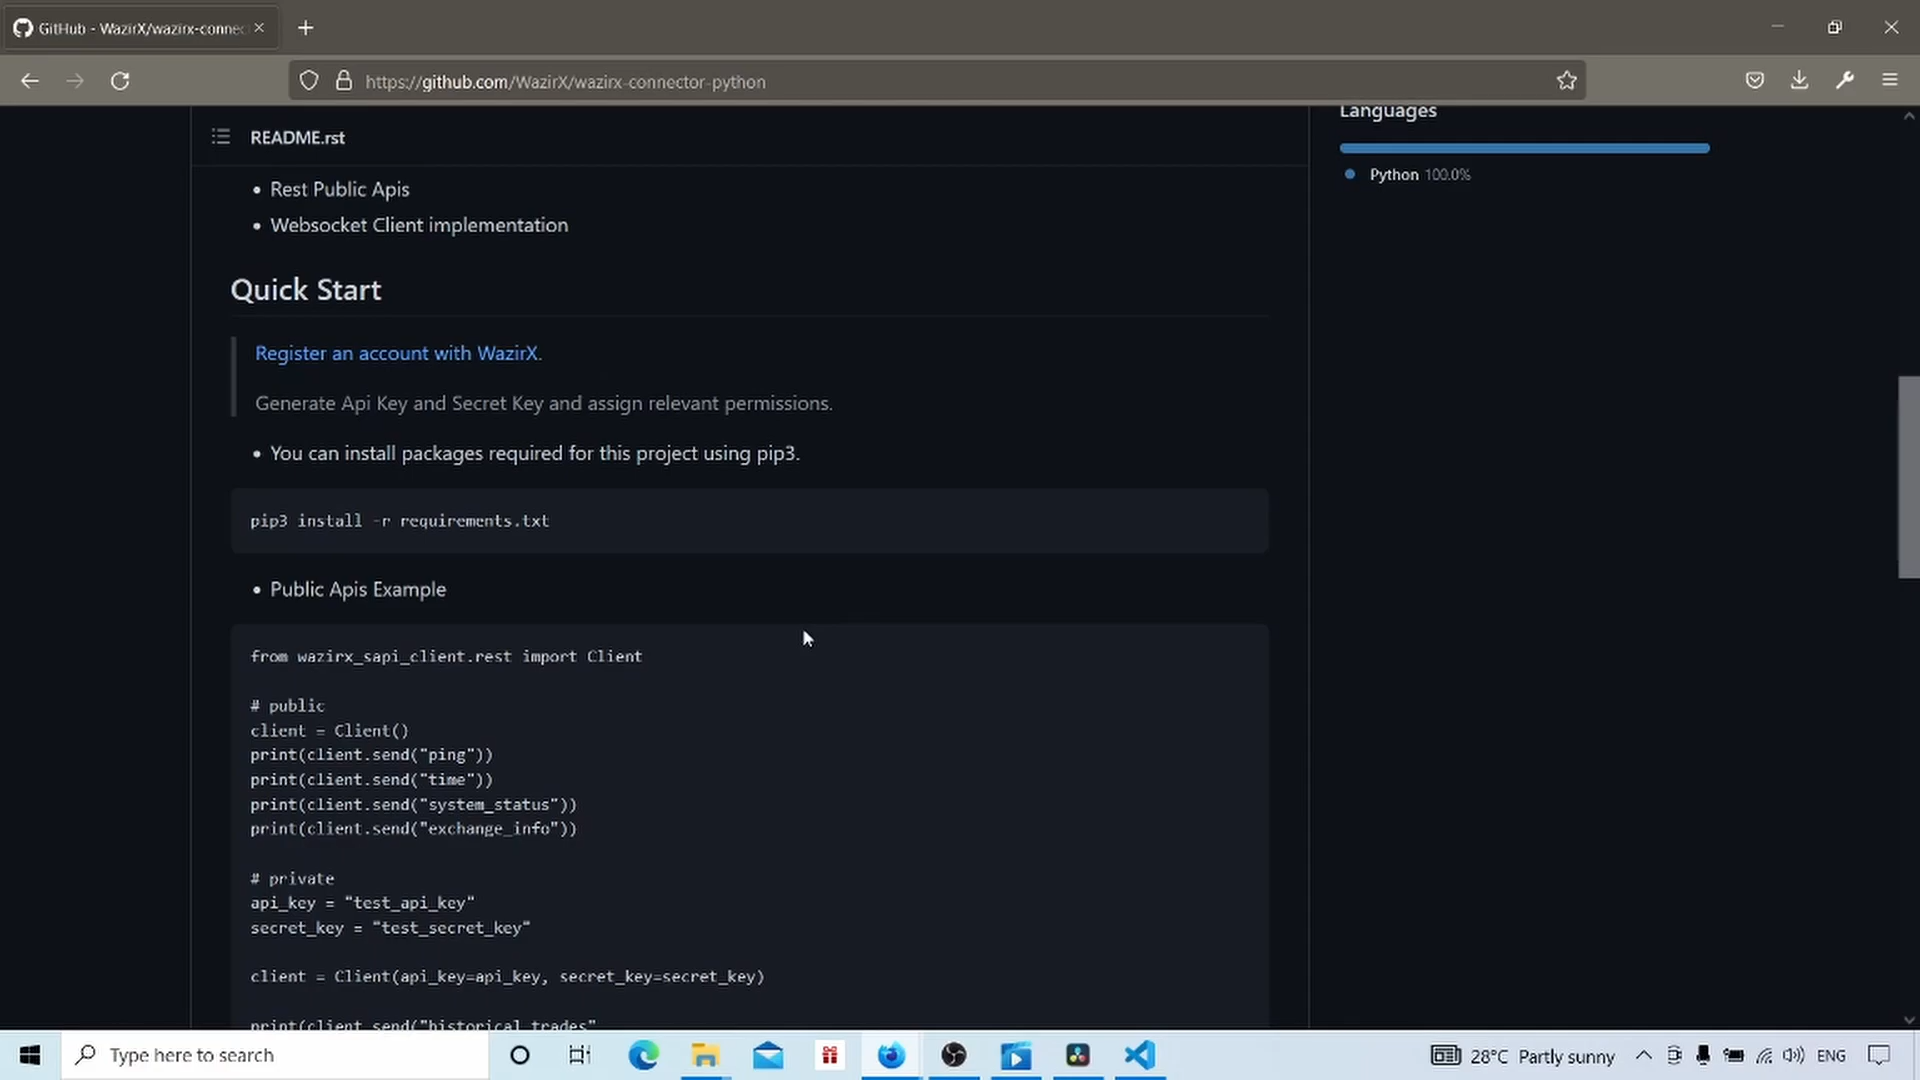 GitHub - WazirX/wazirx-connec
https://github.com/WazirX/wazirx-connector-python
README.rst
Languages
Python 100.0%
• Rest Public Apis
• Websocket Client implementation
Quick Start
Register an account with WazirX.
Generate Api Key and Secret Key and assign relevant permissions.
• You can install packages required for this project using pip3.
pip3 install -r requirements.txt
• Public Apis Example
from wazirx_sapi_client.rest import Client
# public
client = Client()
print(client.send("ping"))
print(client.send("time"))
print(client.send("system_status"))
print(client.send("exchange_info"))
# private
api_key = "test_api_key"
secret_key = "test_secret_key"
client = Client(api_key=api_key, secret_key=secret_key)
print(client.send("historical_trades"
Type here to search
28°C Partly sunny
ENG